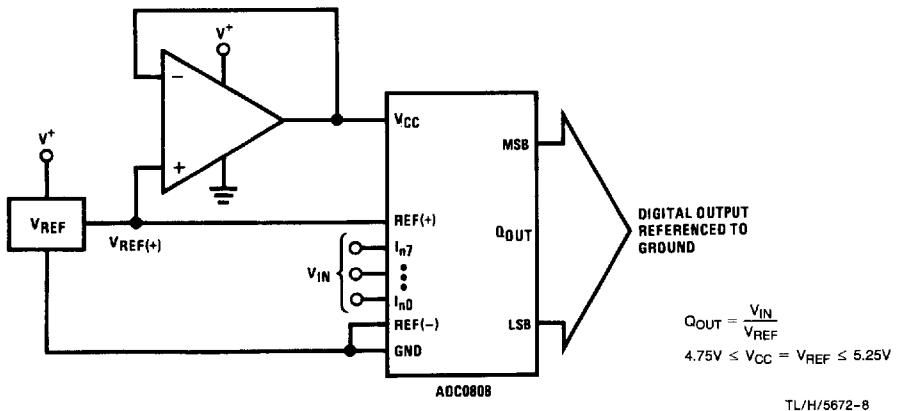 V+
−
VCC
+
V+
VREF
VREF(+)
REF(+)
VIN
In7
In0
REF(−)
GND
MSB
QOUT
LSB
ADC0808
DIGITAL OUTPUT
REFERENCED TO
GROUND
QOUT = VIN / VREF
4.75V ≤ VCC = VREF ≤ 5.25V
TL/H/5672-8